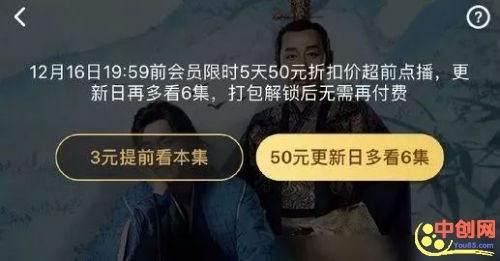 12月16日19:59前会员限时5天50元折扣价超前点播，更
新日再多看6集，打包解锁后无需再付费
3元提前看本集
50元更新日多看6集
中创网
You85.com